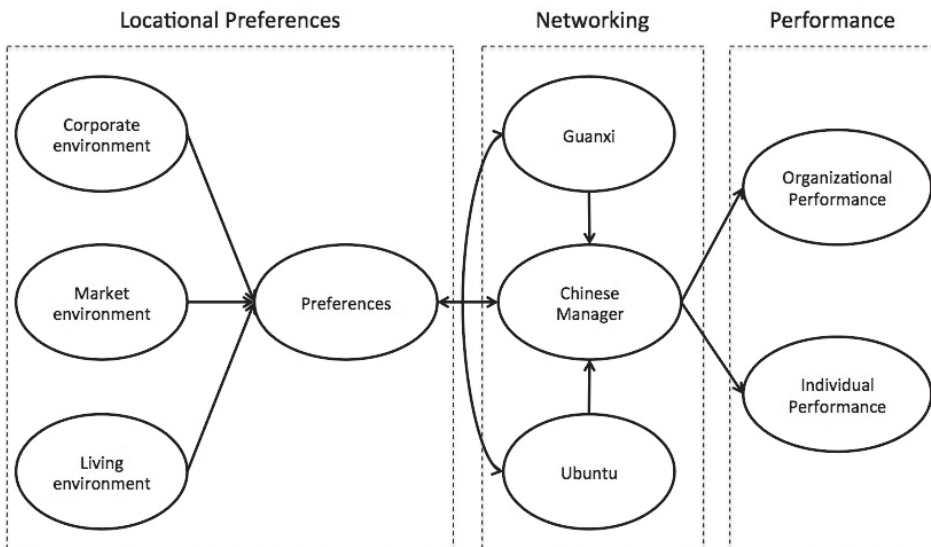 Locational Preferences
Networking
Performance
Corporate
environment
Market
environment
Living
environment
Preferences
Guanxi
Chinese
Manager
Ubuntu
Organizational
Performance
Individual
Performance